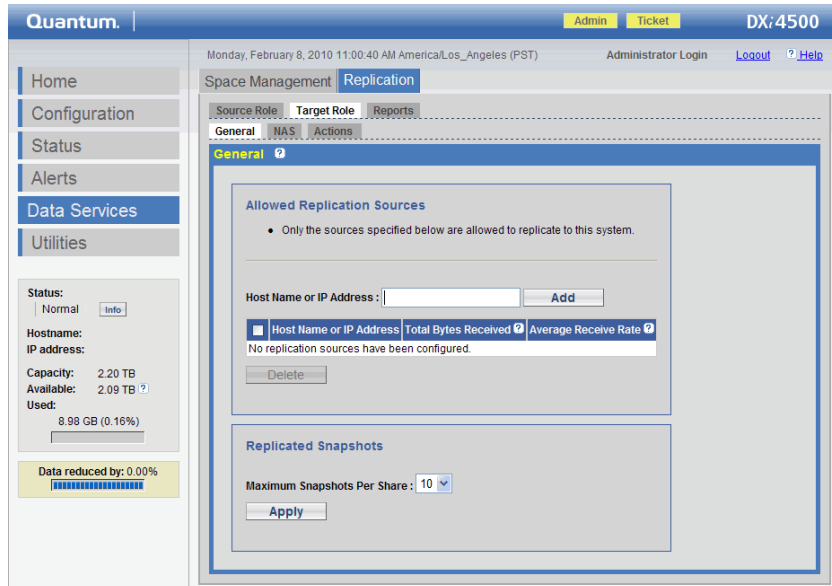 Quantum.
Admin Ticket DXi4500
Monday, February 8, 2010 11:00:40 AM America/Los_Angeles (PST) Administrator Login Logout ? Help
Home
Configuration
Status
Alerts
Data Services
Utilities
Status:
Normal Info
Hostname:
IP address:
Capacity: 2.20 TB
Available: 2.09 TB ?
Used:
8.98 GB (0.16%)
Data reduced by: 0.00%
Space Management Replication
Source Role Target Role Reports
General NAS Actions
General ?
Allowed Replication Sources
• Only the sources specified below are allowed to replicate to this system.
Host Name or IP Address : Add
Host Name or IP Address Total Bytes Received ? Average Receive Rate ?
No replication sources have been configured.
Delete
Replicated Snapshots
Maximum Snapshots Per Share : 10
Apply